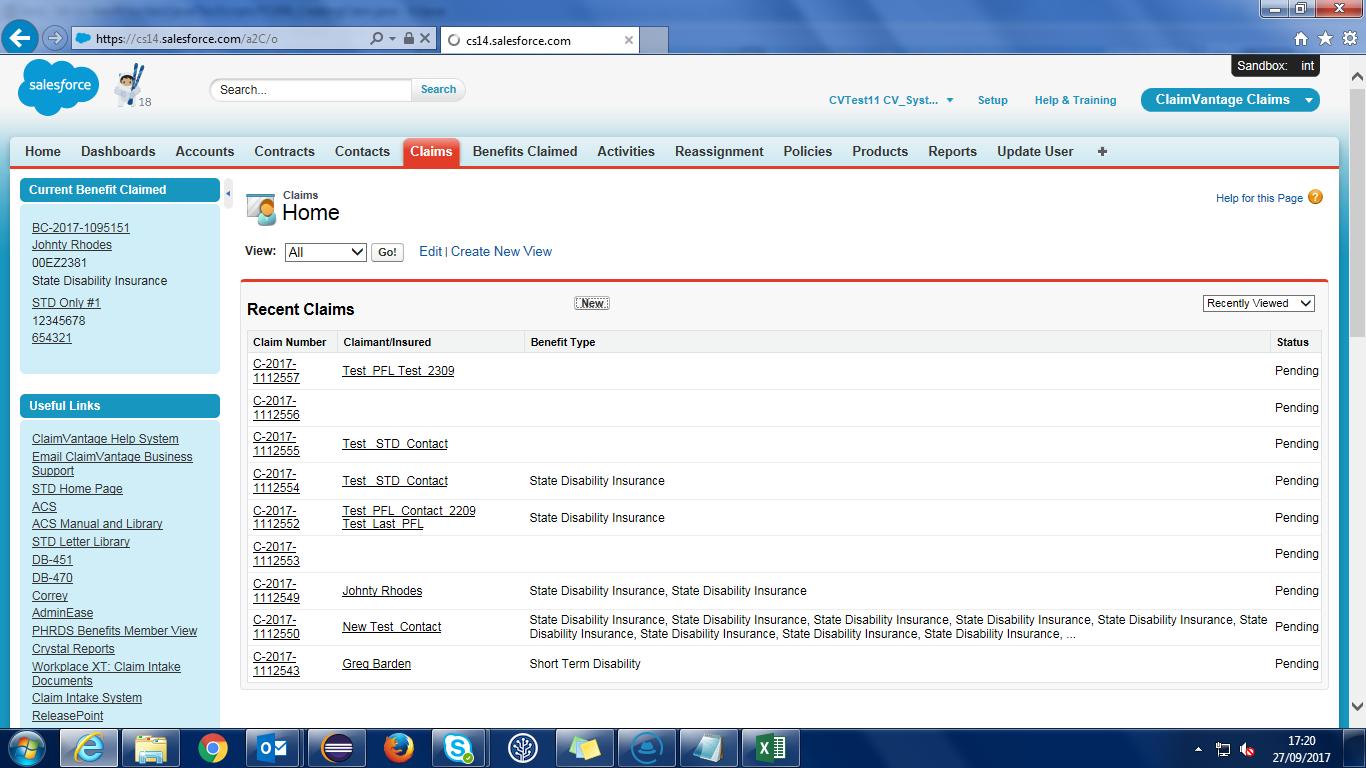 https://cs14.salesforce.com/a2C/o
cs14.salesforce.com
Sandbox: int
salesforce
18
Search...
Search
CVTest11 CV_Syst...
Setup
Help & Training
ClaimVantage Claims
Home Dashboards Accounts Contracts Contacts Claims Benefits Claimed Activities Reassignment Policies Products Reports Update User +
Current Benefit Claimed
BC-2017-1095151
Johnty Rhodes
00EZ2381
State Disability Insurance
STD Only #1
12345678
654321
Useful Links
ClaimVantage Help System
Email ClaimVantage Business
Support
STD Home Page
ACS
ACS Manual and Library
STD Letter Library
DB-451
DB-470
Correy
AdminEase
PHRDS Benefits Member View
Crystal Reports
Workplace XT: Claim Intake
Documents
Claim Intake System
ReleasePoint
Claims
Home
Help for this Page ?
View: All Go! Edit | Create New View
Recent Claims
New
Recently Viewed
Claim Number Claimant/Insured Benefit Type Status
C-2017-
1112557
Test_PFL Test_2309
Pending
C-2017-
1112556
Pending
C-2017-
1112555
Test _STD_Contact
Pending
C-2017-
1112554
Test _STD_Contact
State Disability Insurance
Pending
C-2017-
1112552
Test_PFL_Contact_2209
Test_Last_PFL
State Disability Insurance
Pending
C-2017-
1112553
Pending
C-2017-
1112549
Johnty Rhodes
State Disability Insurance, State Disability Insurance
Pending
C-2017-
1112550
New Test_Contact
State Disability Insurance, State Disability Insurance, State Disability Insurance, State Disability Insurance, State Disability Insurance, State
Disability Insurance, State Disability Insurance, State Disability Insurance, State Disability Insurance, ...
Pending
C-2017-
1112543
Greg Barden
Short Term Disability
Pending
17:20
27/09/2017